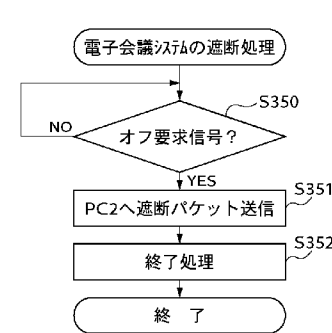 電子会議システムの遮断処理
S350
NO
オフ要求信号？
YES
S351
PC2へ遮断パケット送信
S352
終了処理
終 了